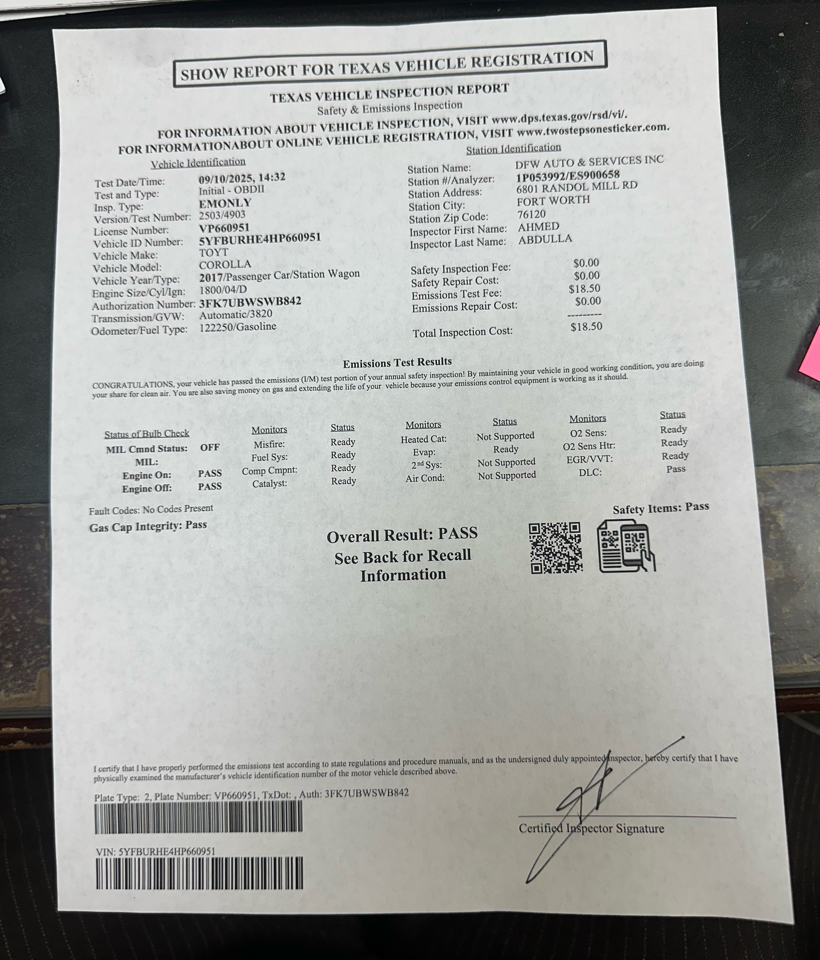 SHOW REPORT FOR TEXAS VEHICLE REGISTRATION
TEXAS VEHICLE INSPECTION REPORT
Safety & Emissions Inspection
FOR INFORMATION ABOUT VEHICLE INSPECTION, VISIT www.dps.texas.gov/rsd/vi/.
FOR INFORMATIONABOUT ONLINE VEHICLE REGISTRATION, VISIT www.twostepsonesticker.com.
Vehicle Identification
Test Date/Time: 09/10/2025, 14:32
Test and Type: Initial - OBDII
Insp. Type: EMONLY
Version/Test Number: 2503/4903
License Number: VP660951
Vehicle ID Number: 5YFBURHE4HP660951
Vehicle Make: TOYT
Vehicle Model: COROLLA
Vehicle Year/Type: 2017/Passenger Car/Station Wagon
Engine Size/Cyl/Ign: 1800/04/D
Authorization Number: 3FK7UBWSWB842
Transmission/GVW: Automatic/3820
Odometer/Fuel Type: 122250/Gasoline
Station Identification
Station Name: DFW AUTO & SERVICES INC
Station #/Analyzer: 1P053992/ES900658
Station Address: 6801 RANDOL MILL RD
Station City: FORT WORTH
Station Zip Code: 76120
Inspector First Name: AHMED
Inspector Last Name: ABDULLA
Safety Inspection Fee: $0.00
Safety Repair Cost: $0.00
Emissions Test Fee: $18.50
Emissions Repair Cost: $0.00
---------
Total Inspection Cost: $18.50
Emissions Test Results
CONGRATULATIONS, your vehicle has passed the emissions (I/M) test portion of your annual safety inspection! By maintaining your vehicle in good working condition, you are doing
your share for clean air. You are also saving money on gas and extending the life of your vehicle because your emissions control equipment is working as it should.
Status of Bulb Check
MIL Cmnd Status: OFF
MIL:
Engine On: PASS
Engine Off: PASS
Monitors Status
Misfire: Ready
Fuel Sys: Ready
Comp Cmpnt: Ready
Catalyst: Ready
Monitors Status
Heated Cat: Not Supported
Evap: Ready
2nd Sys: Not Supported
Air Cond: Not Supported
Monitors Status
O2 Sens: Ready
O2 Sens Htr: Ready
EGR/VVT: Ready
DLC: Pass
Fault Codes: No Codes Present
Gas Cap Integrity: Pass
Safety Items: Pass
Overall Result: PASS
See Back for Recall
Information
I certify that I have properly performed the emissions test according to state regulations and procedure manuals, and as the undersigned duly appointed inspector, hereby certify that I have
physically examined the manufacturer's vehicle identification number of the motor vehicle described above.
Plate Type: 2, Plate Number: VP660951, TxDot: , Auth: 3FK7UBWSWB842
Certified Inspector Signature
VIN: 5YFBURHE4HP660951